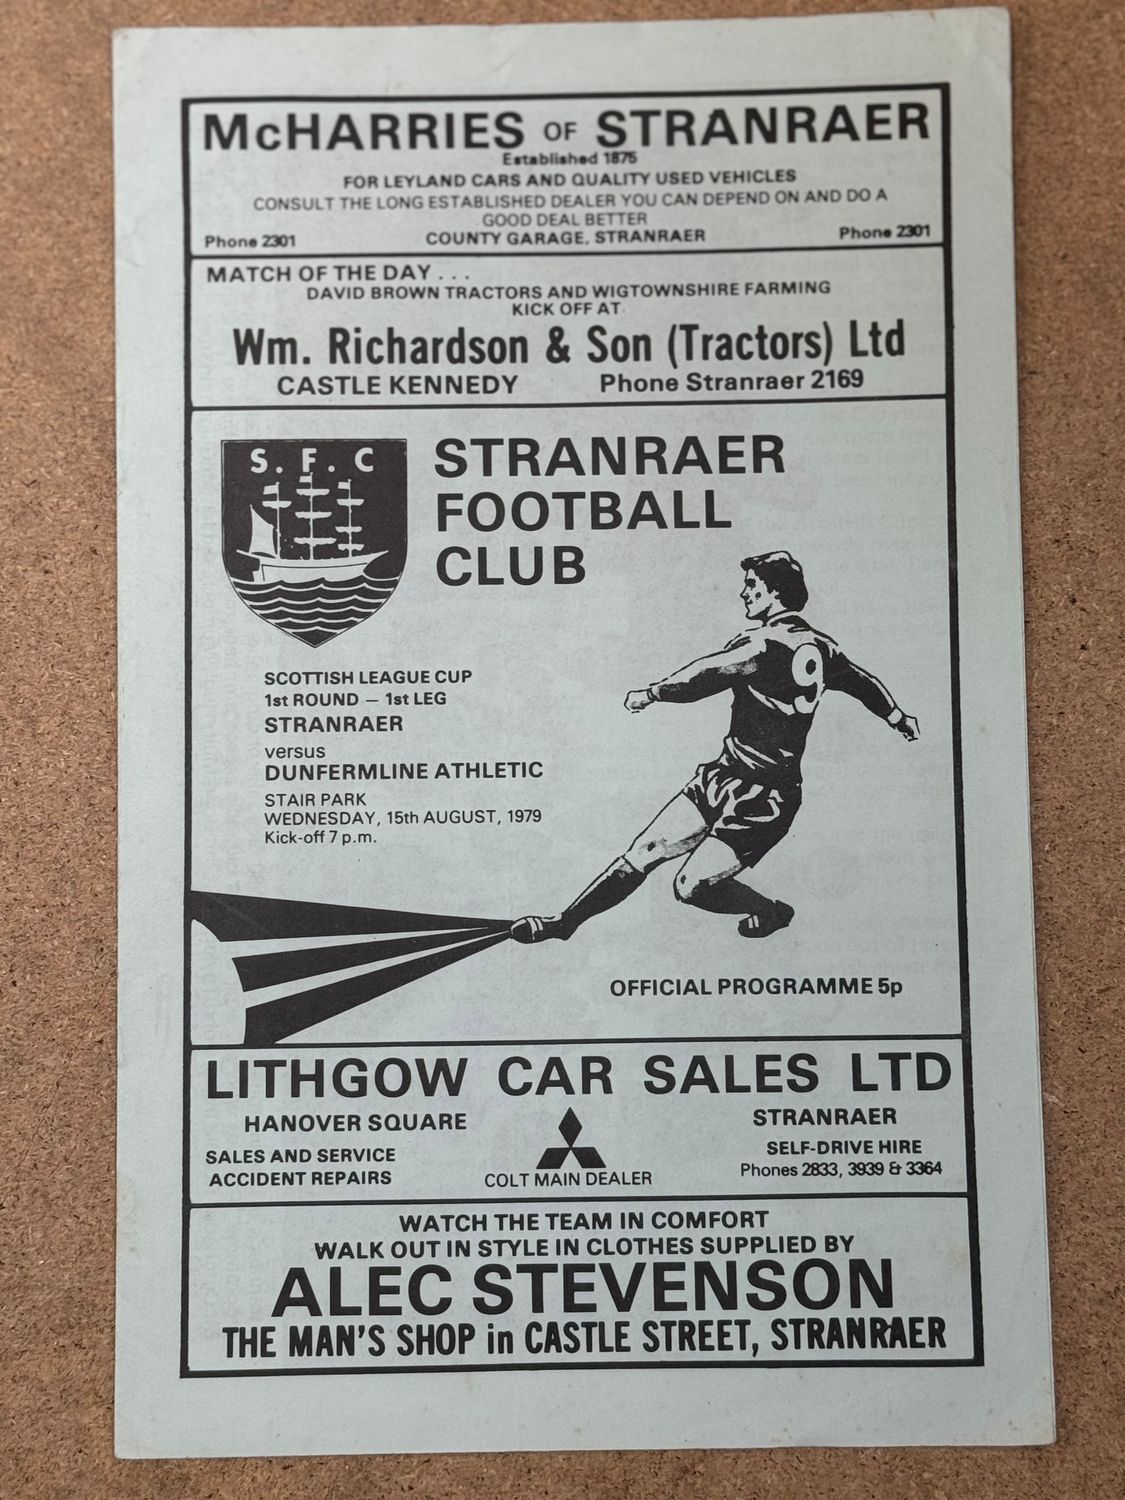 McHARRIES OF STRANRAER
Established 1875
FOR LEYLAND CARS AND QUALITY USED VEHICLES
CONSULT THE LONG ESTABLISHED DEALER YOU CAN DEPEND ON AND DO A
GOOD DEAL BETTER
Phone 2301 COUNTY GARAGE, STRANRAER Phone 2301
MATCH OF THE DAY . . .
DAVID BROWN TRACTORS AND WIGTOWNSHIRE FARMING
KICK OFF AT
Wm. Richardson & Son (Tractors) Ltd
CASTLE KENNEDY Phone Stranraer 2169
S. F. C
STRANRAER
FOOTBALL
CLUB
9
SCOTTISH LEAGUE CUP
1st ROUND — 1st LEG
STRANRAER
versus
DUNFERMLINE ATHLETIC
STAIR PARK
WEDNESDAY, 15th AUGUST, 1979
Kick-off 7 p.m.
OFFICIAL PROGRAMME 5p
LITHGOW CAR SALES LTD
HANOVER SQUARE STRANRAER
SALES AND SERVICE SELF-DRIVE HIRE
ACCIDENT REPAIRS COLT MAIN DEALER Phones 2833, 3939 & 3364
WATCH THE TEAM IN COMFORT
WALK OUT IN STYLE IN CLOTHES SUPPLIED BY
ALEC STEVENSON
THE MAN'S SHOP in CASTLE STREET, STRANRAER